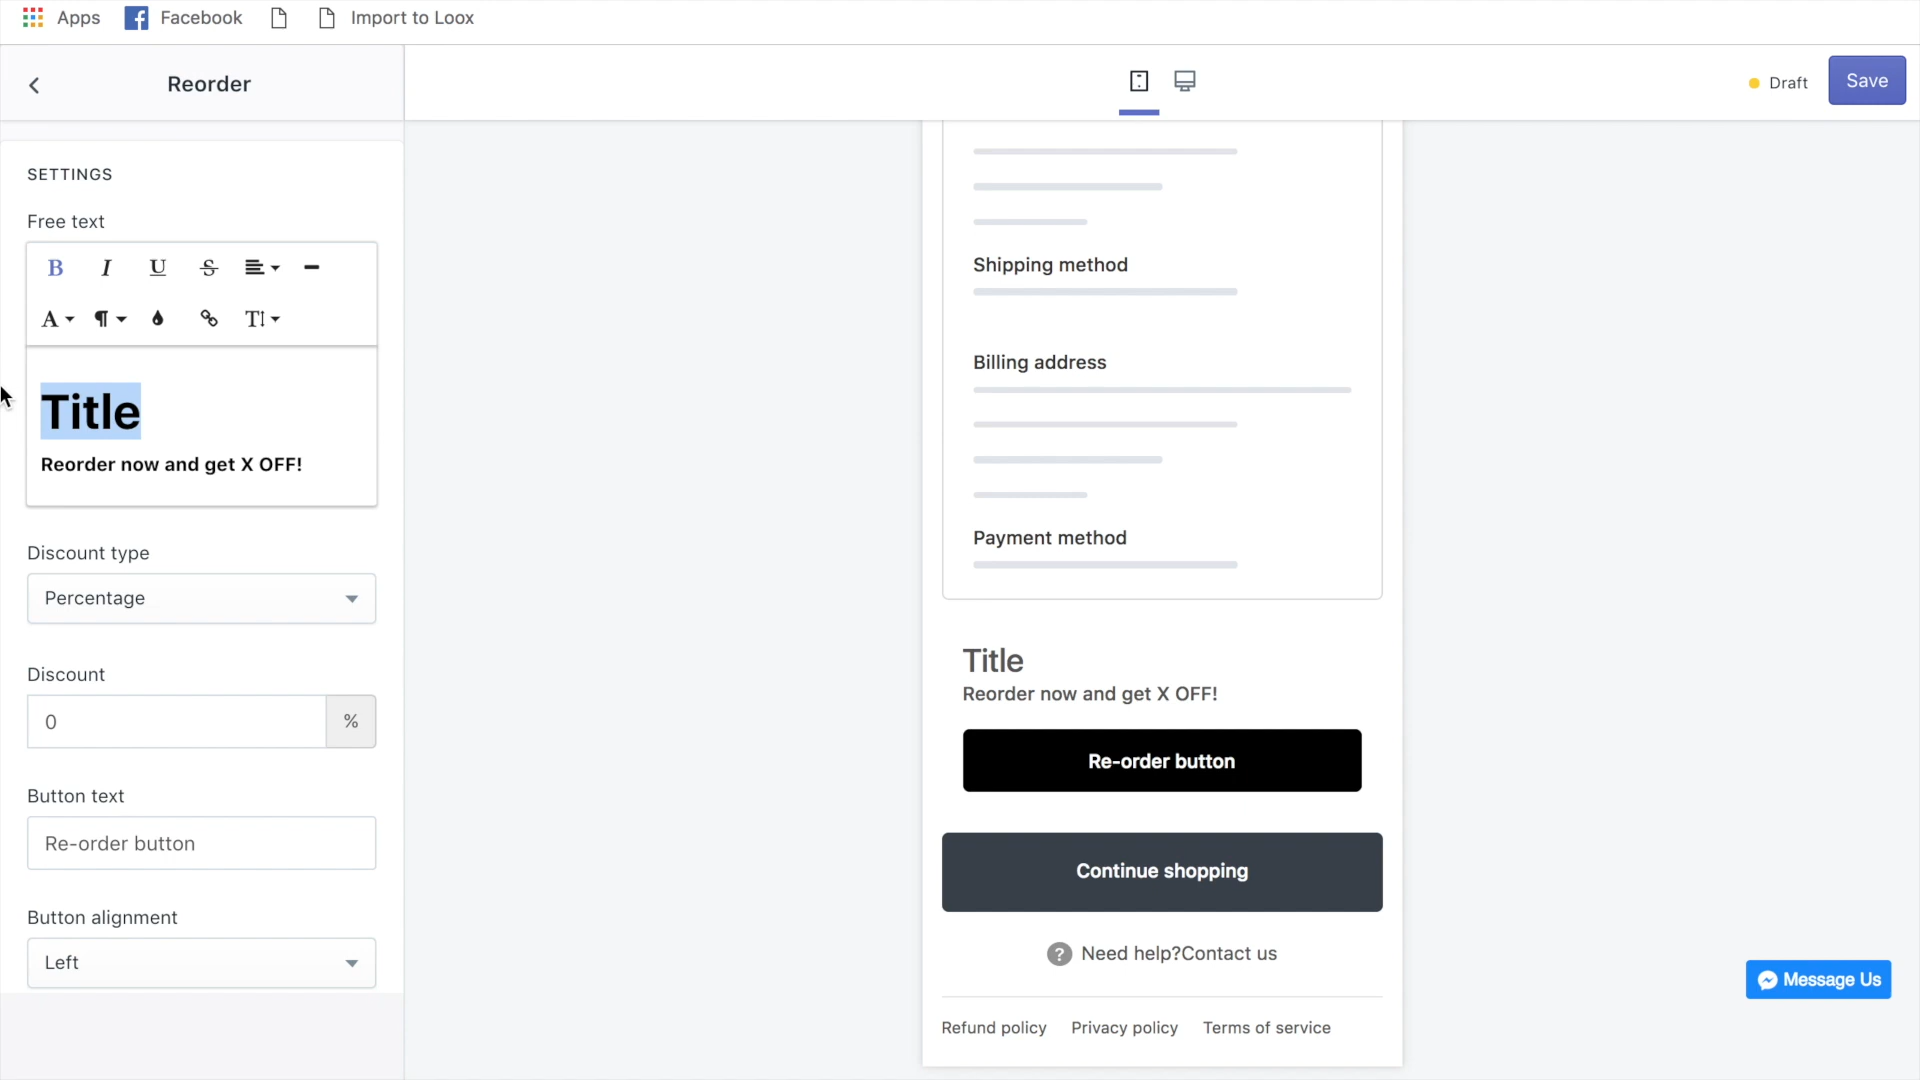 Apps Facebook Import to Loox
Reorder
Draft
Save
SETTINGS
Free text
B I U S
A ¶ T
Title
Reorder now and get X OFF!
Discount type
Percentage
Discount
0 %
Button text
Re-order button
Button alignment
Left
Shipping method
Billing address
Payment method
Title
Reorder now and get X OFF!
Re-order button
Continue shopping
? Need help?Contact us
Refund policy Privacy policy Terms of service
Message Us